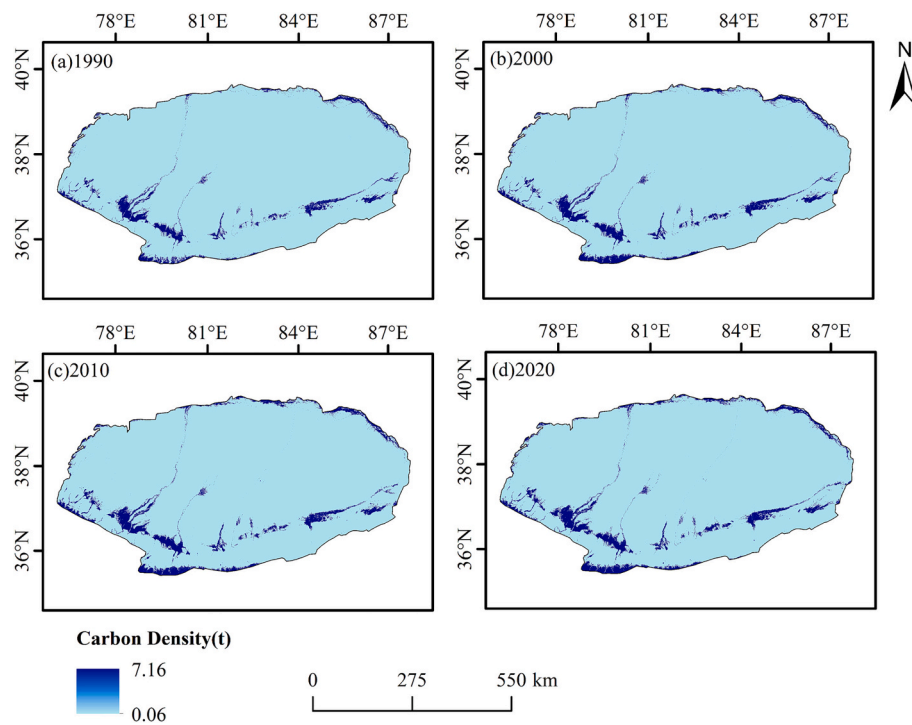 78°E 81°E 84°E 87°E
78°E 81°E 84°E 87°E
(a)1990
(b)2000
N
40°N
38°N
36°N
40°N
38°N
36°N
78°E 81°E 84°E 87°E
78°E 81°E 84°E 87°E
(c)2010
(d)2020
40°N
38°N
36°N
40°N
38°N
36°N
Carbon Density(t)
7.16
0.06
0 275 550 km